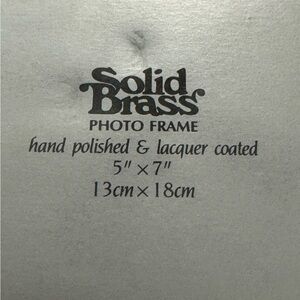 Solid
Brass
PHOTO FRAME
hand polished & lacquer coated
5" × 7"
13cm × 18cm